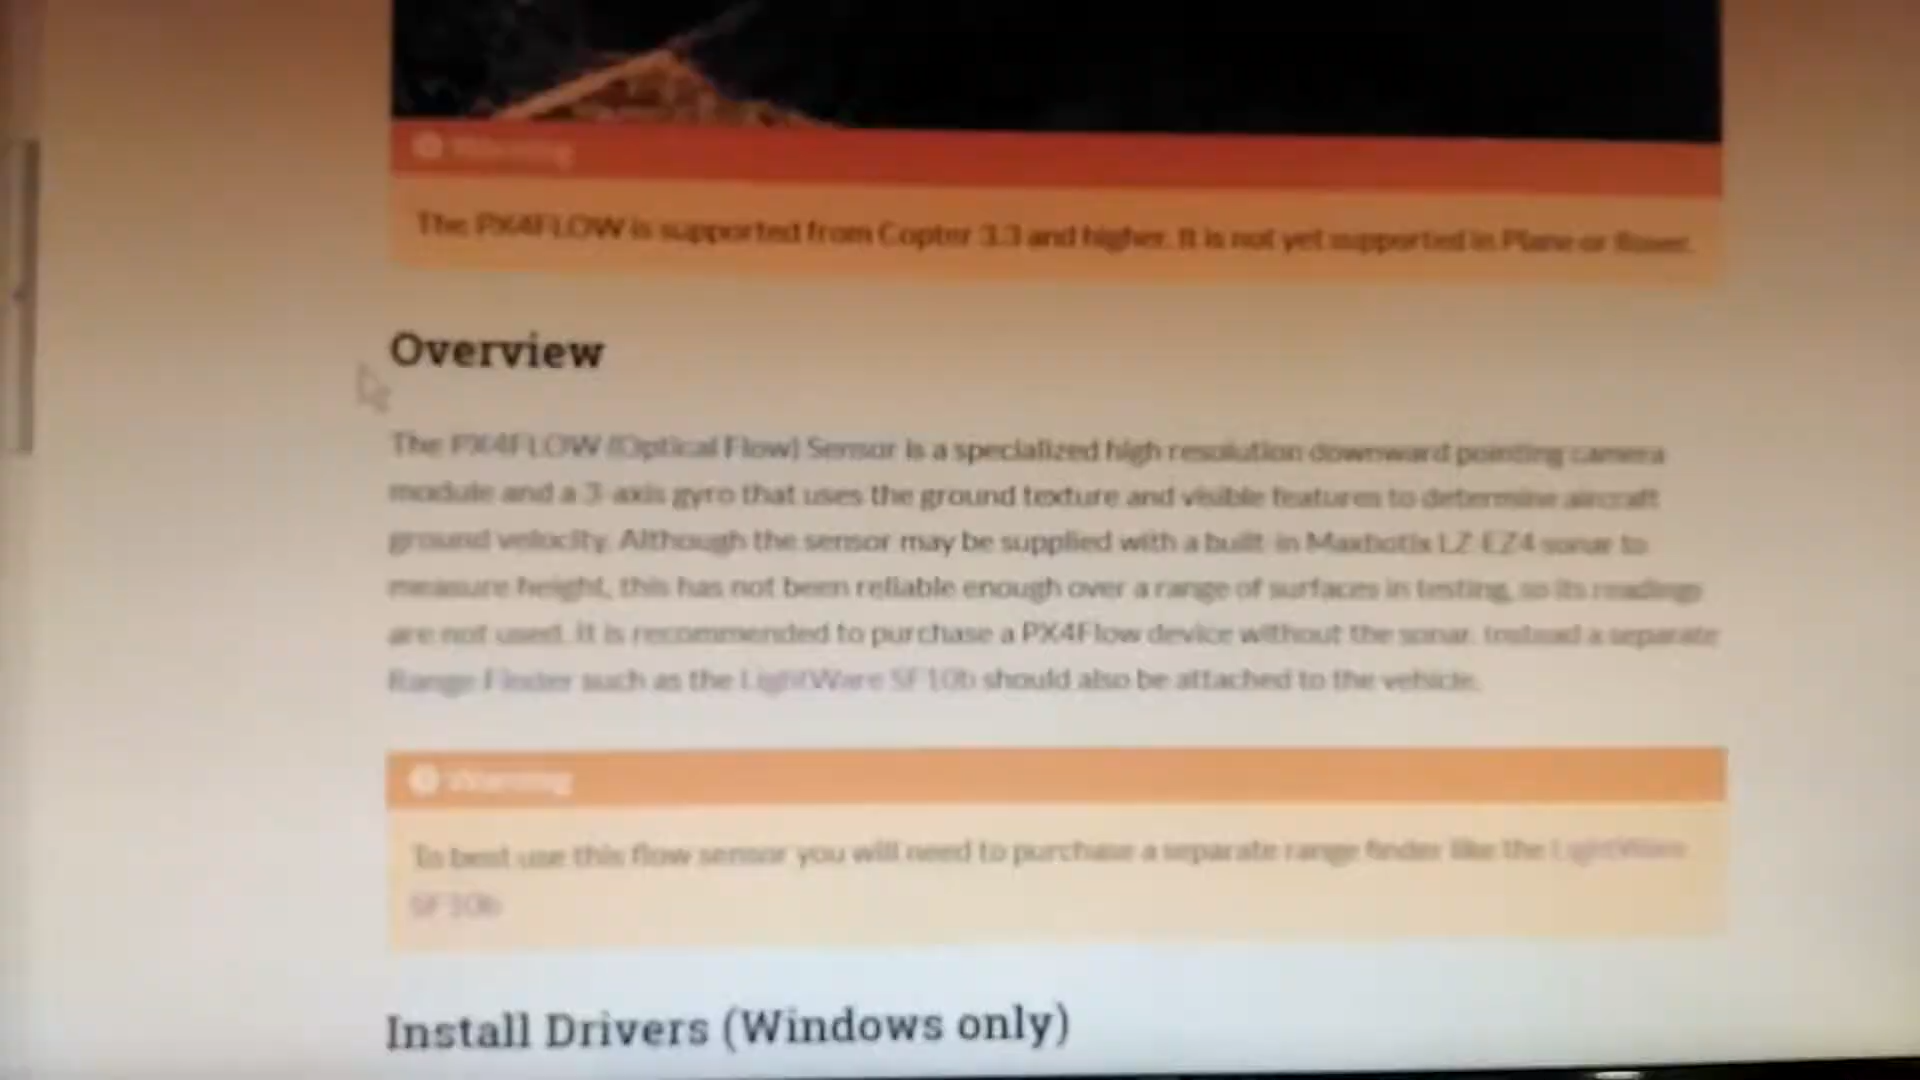 Warning
The PX4FLOW is supported from Copter 3.3 and higher. It is not yet supported in Plane or Rover.
Overview
The PX4FLOW (Optical Flow) Sensor is a specialized high resolution downward pointing camera
module and a 3-axis gyro that uses the ground texture and visible features to determine aircraft
ground velocity. Although the sensor may be supplied with a built-in Maxbotix LZ-EZ4 sonar to
measure height, this has not been reliable enough over a range of surfaces in testing, so its readings
are not used. It is recommended to purchase a PX4Flow device without the sonar. Instead a separate
Range Finder such as the LightWare SF10b should also be attached to the vehicle.
Warning
To best use this flow sensor you will need to purchase a separate range finder like the LightWare
SF10b
Install Drivers (Windows only)